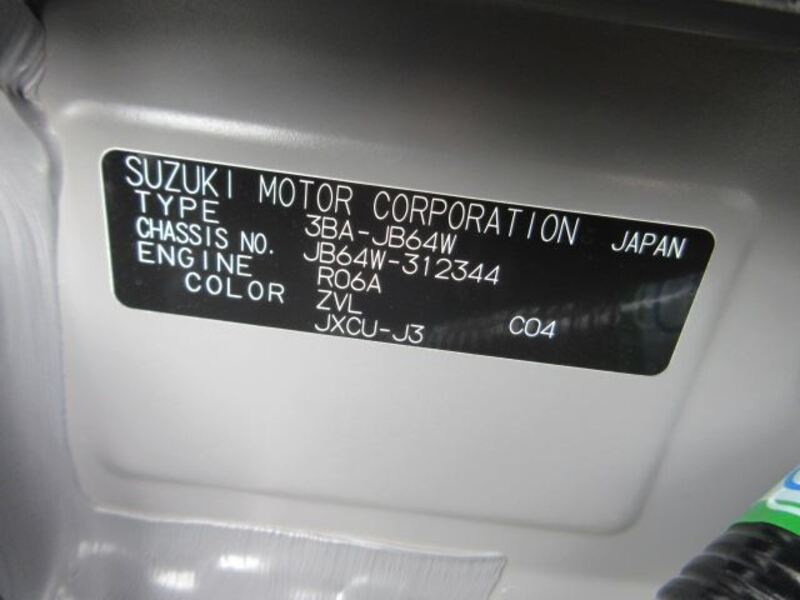 SUZUKI MOTOR CORPORATION JAPAN
TYPE 3BA-JB64W
CHASSIS NO. JB64W-312344
ENGINE R06A
COLOR ZVL
JXCU-J3 C04